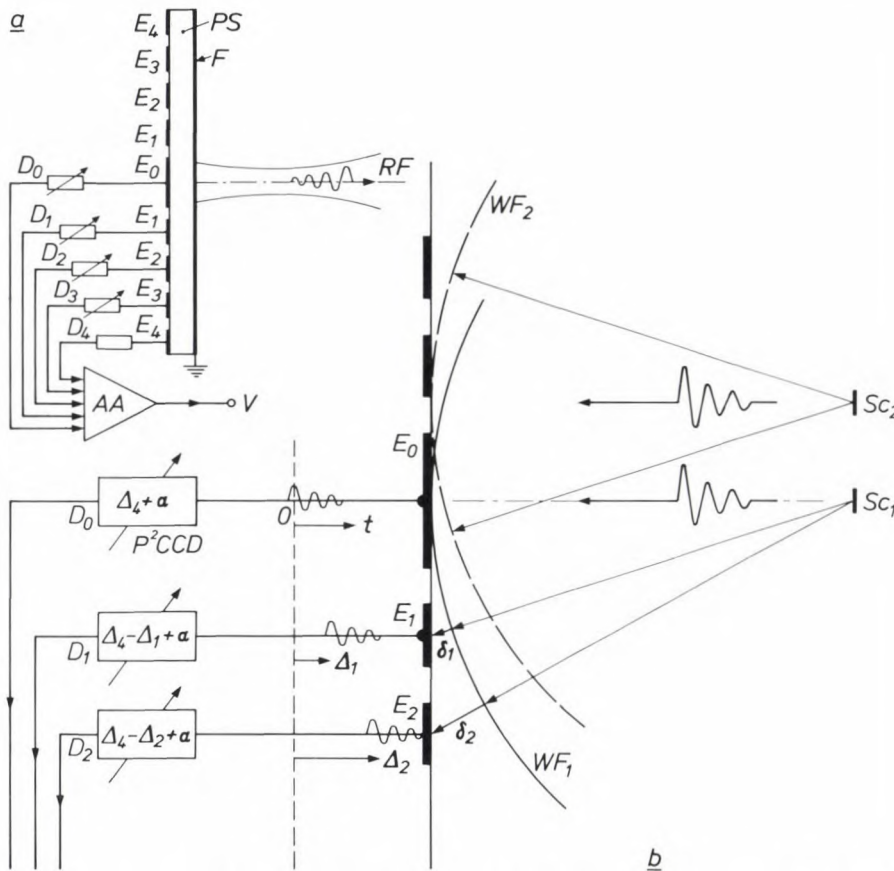 a
E4
PS
E3
F
E2
E1
D0
E0
RF
D1
E1
WF2
D2
E2
D3
E3
D4
E4
AA
V
Sc2
E0
Δ4 + α
D0
P²CCD
0
t
Sc1
E1
Δ4 − Δ1 + α
D1
Δ1
δ1
E2
Δ4 − Δ2 + α
D2
Δ2
δ2
WF1
b